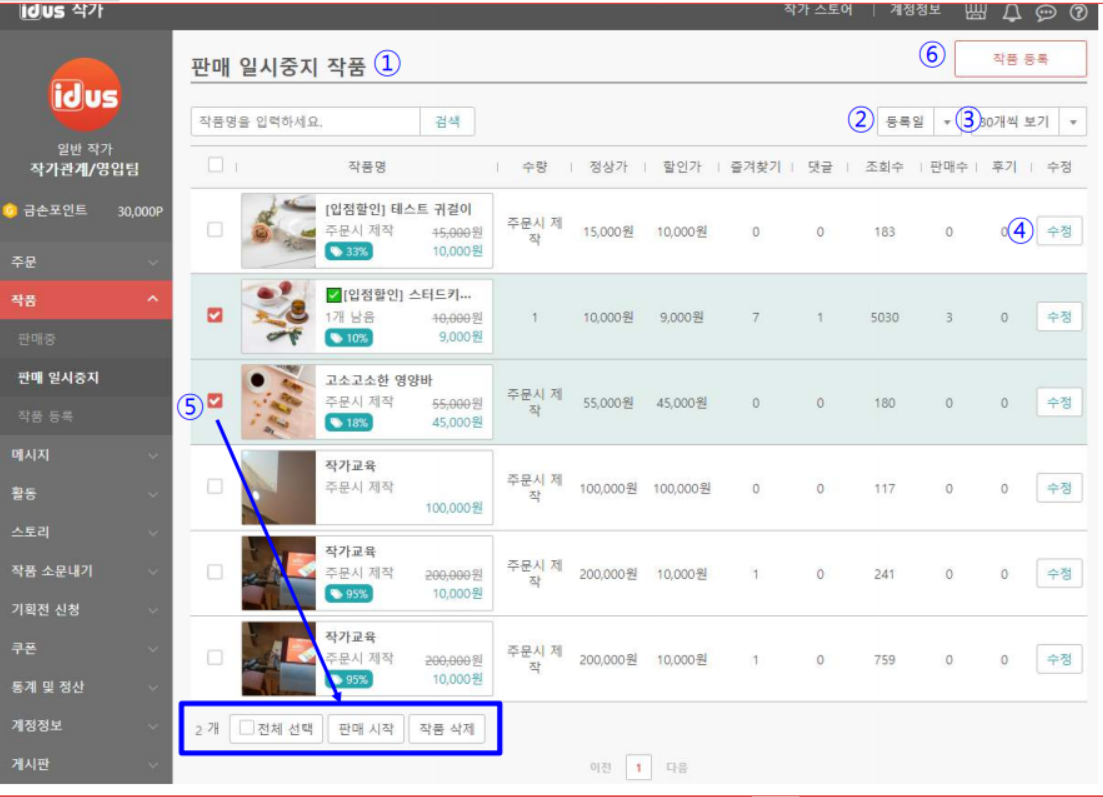 idus 작가
작가 스토어 | 계정정보
idus
일반 작가
작가관계/영입팀
금손포인트 30,000P
주문
작품
판매중
판매 일시중지
작품 등록
메시지
활동
스토리
작품 소문내기
기획전 신청
쿠폰
통계 및 정산
계정정보
게시판
판매 일시중지 작품 ①
⑥ 작품 등록
작품명을 입력하세요. 검색
② 등록일 ③ 30개씩 보기
작품명 수량 정상가 할인가 즐겨찾기 댓글 조회수 판매수 후기 수정
[입점할인] 테스트 귀걸이
주문시 제작 15,000원
33% 10,000원
주문시 제
작
15,000원 10,000원 0 0 183 0 0 ④ 수정
✅[입점할인] 스터드키...
1개 남음 10,000원
10% 9,000원
1 10,000원 9,000원 7 1 5030 3 0 수정
⑤
고소고소한 영양바
주문시 제작 55,000원
18% 45,000원
주문시 제
작
55,000원 45,000원 0 0 180 0 0 수정
작가교육
주문시 제작
100,000원
주문시 제
작
100,000원 100,000원 0 0 117 0 0 수정
작가교육
주문시 제작 200,000원
95% 10,000원
주문시 제
작
200,000원 10,000원 1 0 241 0 0 수정
작가교육
주문시 제작 200,000원
95% 10,000원
주문시 제
작
200,000원 10,000원 1 0 759 0 0 수정
2 개 전체 선택 판매 시작 작품 삭제
이전 1 다음